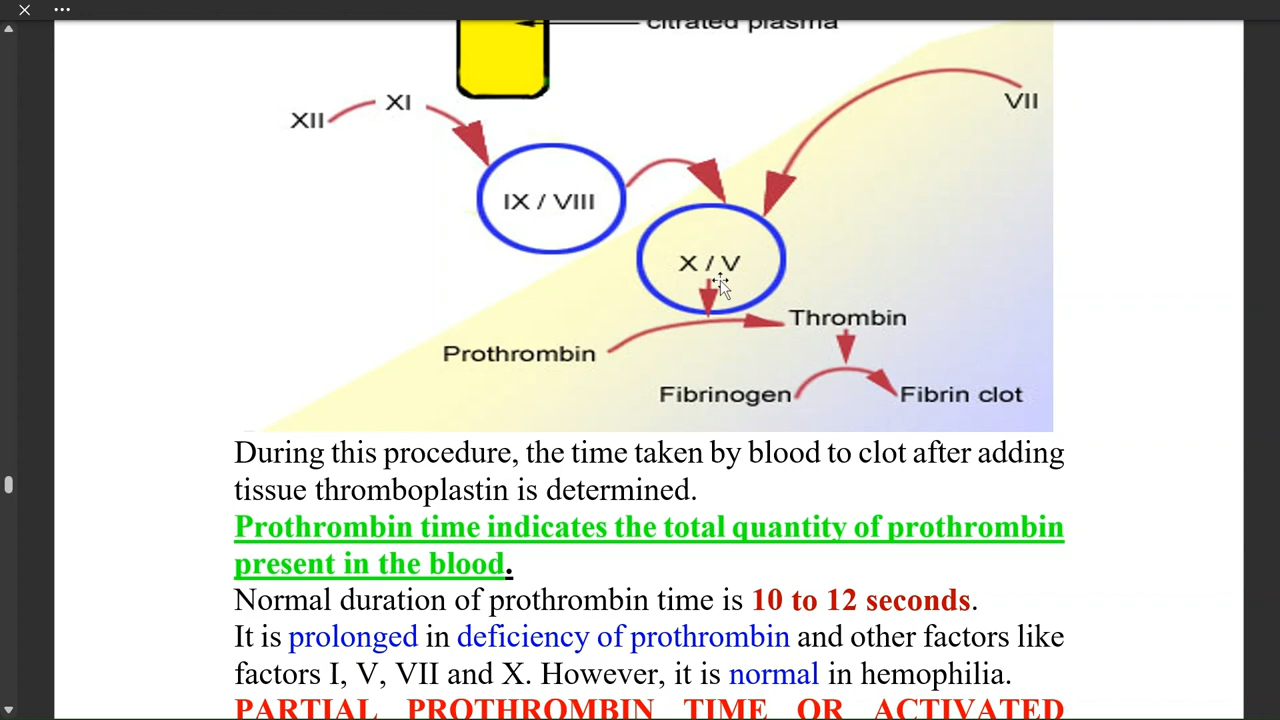 citrated plasma
XII
XI
VII
IX / VIII
X / V
Thrombin
Prothrombin
Fibrinogen
Fibrin clot
During this procedure, the time taken by blood to clot after adding
tissue thromboplastin is determined.
Prothrombin time indicates the total quantity of prothrombin
present in the blood.
Normal duration of prothrombin time is 10 to 12 seconds.
It is prolonged in deficiency of prothrombin and other factors like
factors I, V, VII and X. However, it is normal in hemophilia.
PARTIAL PROTHROMBIN TIME OR ACTIVATED